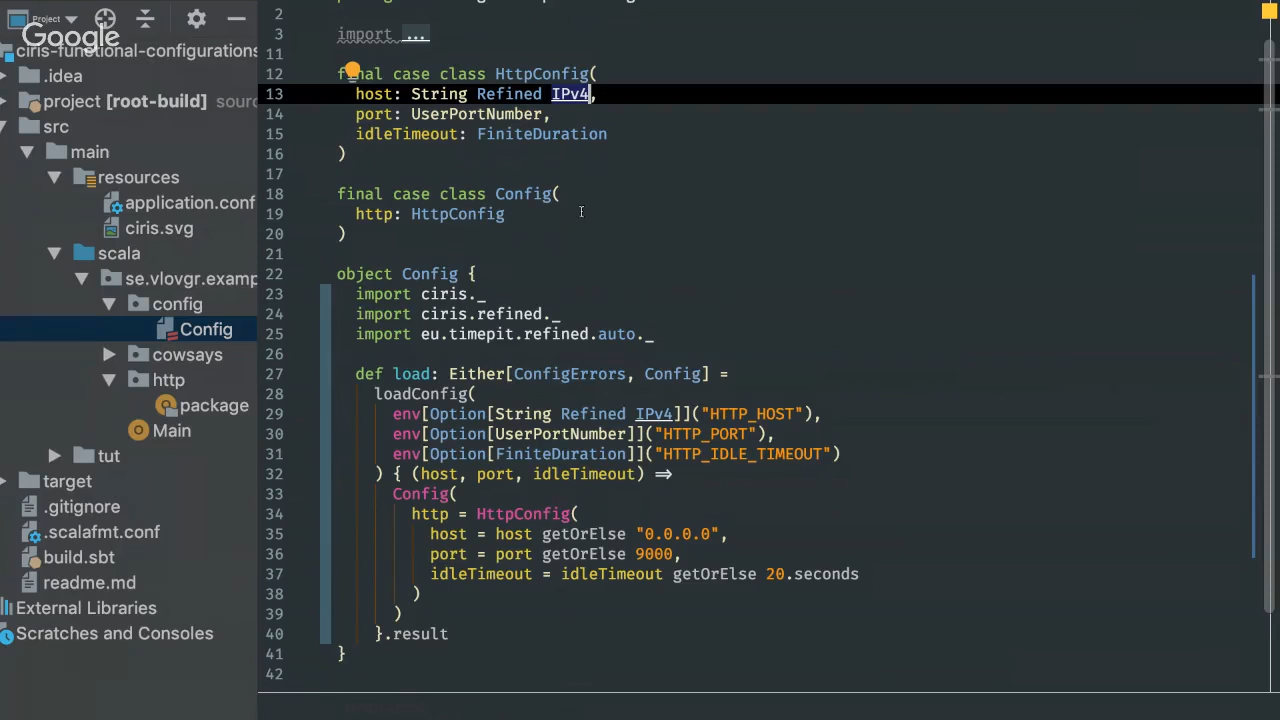 Project
Google
ciris-functional-configurations
.idea
project [root-build] sourc
src
main
resources
application.conf
ciris.svg
scala
se.vlovgr.examp
config
Config
cowsays
http
package
Main
tut
target
.gitignore
.scalafmt.conf
build.sbt
readme.md
External Libraries
Scratches and Consoles
2
3 import ...
11
12 final case class HttpConfig(
13 host: String Refined IPv4,
14 port: UserPortNumber,
15 idleTimeout: FiniteDuration
16 )
17
18 final case class Config(
19 http: HttpConfig
20 )
21
22 object Config {
23 import ciris._
24 import ciris.refined._
25 import eu.timepit.refined.auto._
26
27 def load: Either[ConfigErrors, Config] =
28 loadConfig(
29 env[Option[String Refined IPv4]]("HTTP_HOST"),
30 env[Option[UserPortNumber]]("HTTP_PORT"),
31 env[Option[FiniteDuration]]("HTTP_IDLE_TIMEOUT")
32 ) { (host, port, idleTimeout) ⇒
33 Config(
34 http = HttpConfig(
35 host = host getOrElse "0.0.0.0",
36 port = port getOrElse 9000,
37 idleTimeout = idleTimeout getOrElse 20.seconds
38 )
39 )
40 }.result
41 }
42